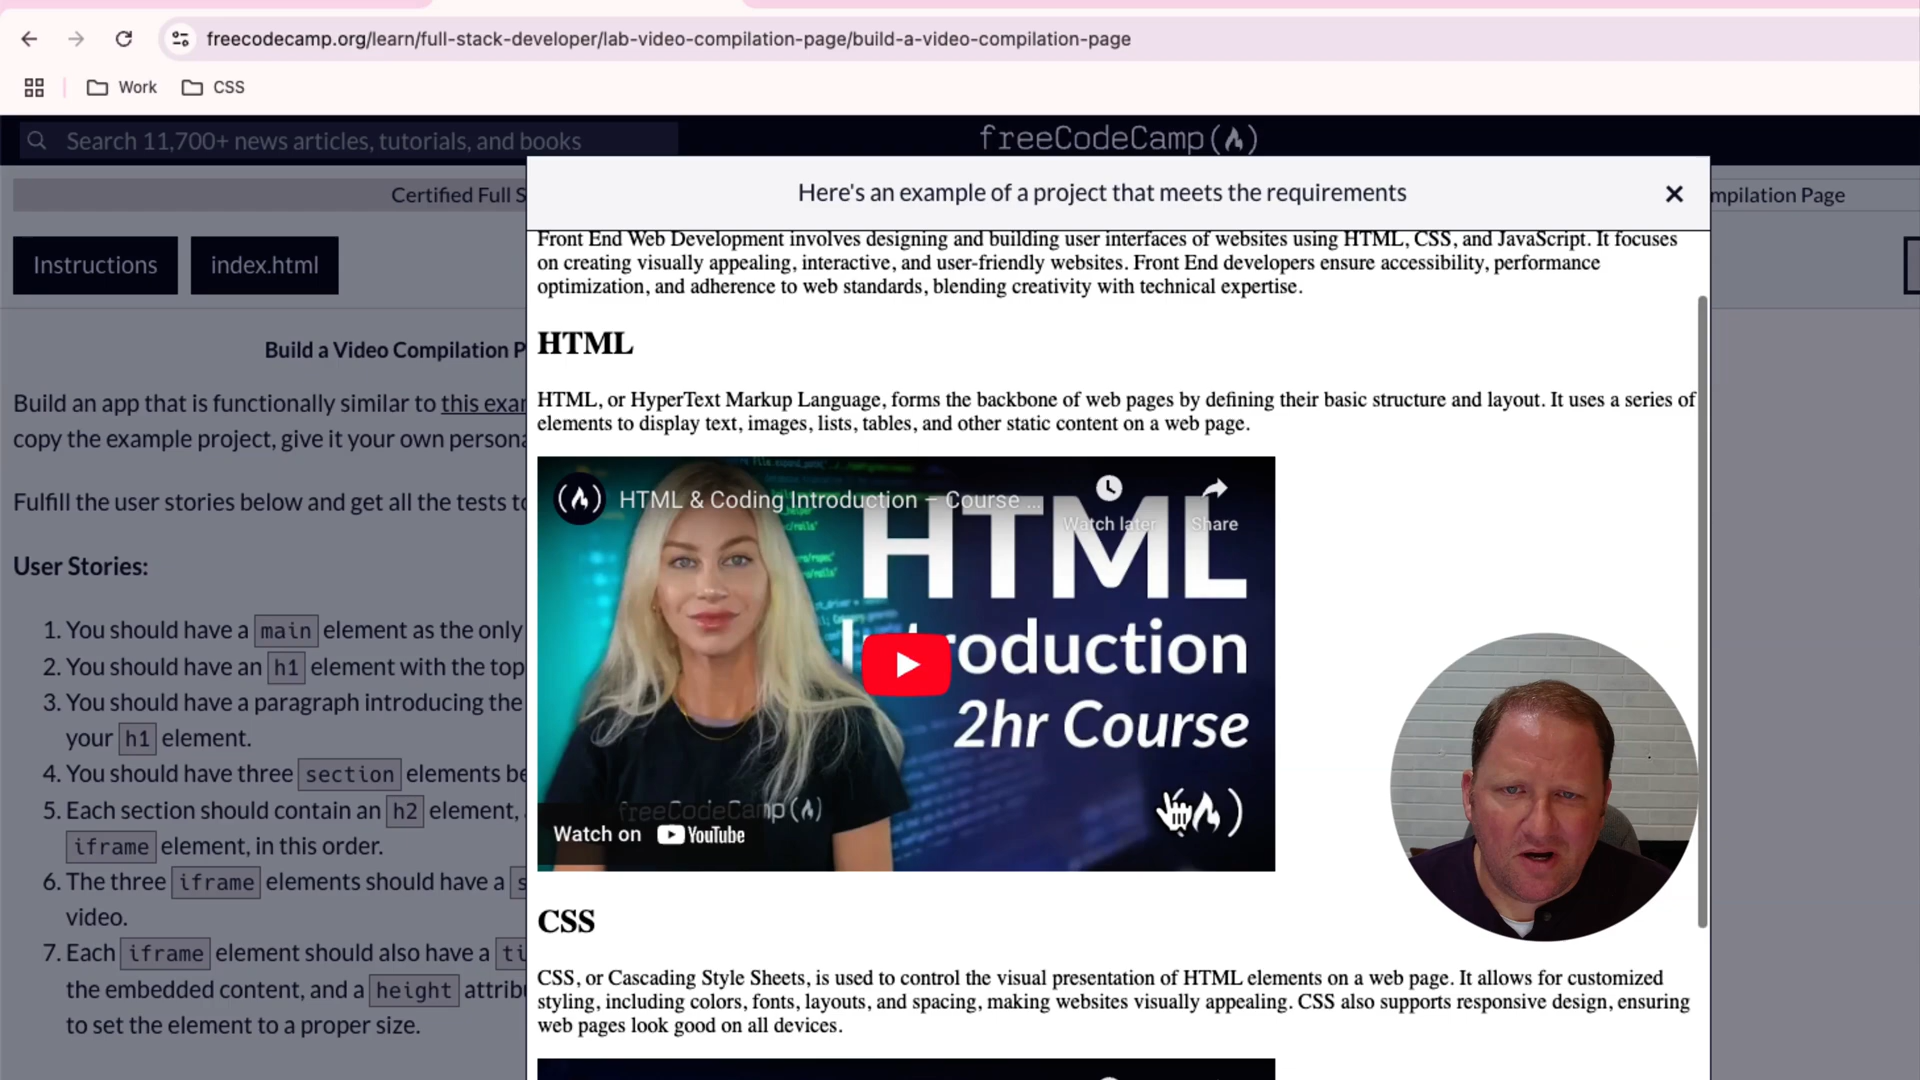 freecodecamp.org/learn/full-stack-developer/lab-video-compilation-page/build-a-video-compilation-page
Work
CSS
Search 11,700+ news articles, tutorials, and books
freeCodeCamp
Certified Full S
Here's an example of a project that meets the requirements
mpilation Page
Instructions
index.html
Build a Video Compilation P
Build an app that is functionally similar to this exar
copy the example project, give it your own persona
Fulfill the user stories below and get all the tests to
User Stories:
1. You should have a main element as the only
2. You should have an h1 element with the top
3. You should have a paragraph introducing the
your h1 element.
4. You should have three section elements be
5. Each section should contain an h2 element,
iframe element, in this order.
6. The three iframe elements should have a s
video.
7. Each iframe element should also have a ti
the embedded content, and a height attribu
to set the element to a proper size.
Front End Web Development involves designing and building user interfaces of websites using HTML, CSS, and JavaScript. It focuses
on creating visually appealing, interactive, and user-friendly websites. Front End developers ensure accessibility, performance
optimization, and adherence to web standards, blending creativity with technical expertise.
HTML
HTML, or HyperText Markup Language, forms the backbone of web pages by defining their basic structure and layout. It uses a series of
elements to display text, images, lists, tables, and other static content on a web page.
HTML & Coding Introduction – Course ...
Watch later
Share
HTML
Introduction
2hr Course
freeCodeCamp
Watch on YouTube
CSS
CSS, or Cascading Style Sheets, is used to control the visual presentation of HTML elements on a web page. It allows for customized
styling, including colors, fonts, layouts, and spacing, making websites visually appealing. CSS also supports responsive design, ensuring
web pages look good on all devices.